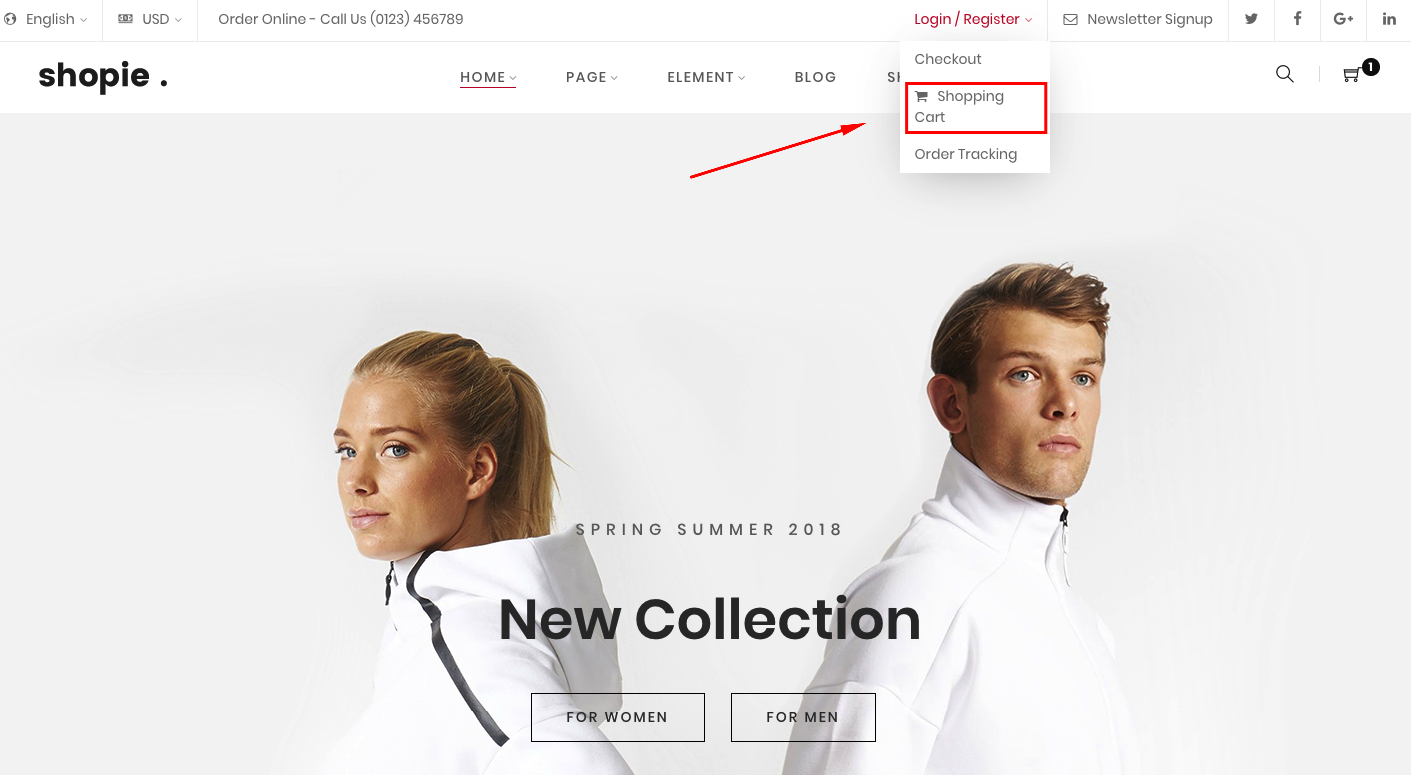 English
USD
Order Online - Call Us (0123) 456789
Login / Register
Newsletter Signup
G+
in
shopie .
HOME
PAGE
ELEMENT
BLOG
Checkout
Shopping
Cart
Order Tracking
1
SPRING SUMMER 2018
New Collection
FOR WOMEN
FOR MEN